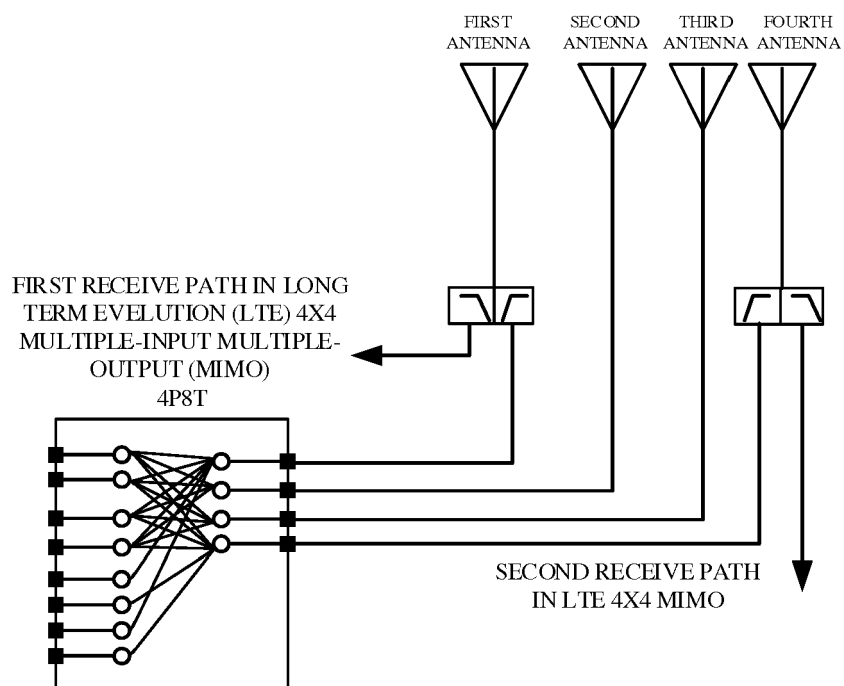 FIRST
ANTENNA
SECOND
ANTENNA
THIRD
ANTENNA
FOURTH
ANTENNA
FIRST RECEIVE PATH IN LONG
TERM EVELUTION (LTE) 4X4
MULTIPLE-INPUT MULTIPLE-
OUTPUT (MIMO)
4P8T
SECOND RECEIVE PATH
IN LTE 4X4 MIMO